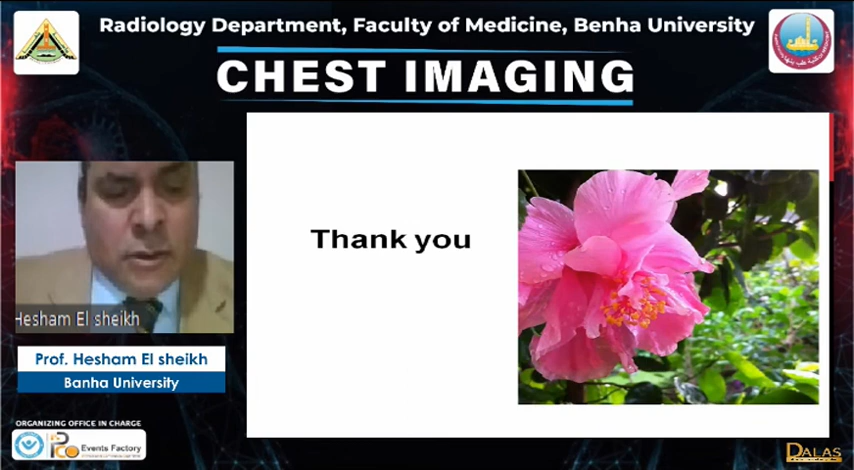 Radiology Department, Faculty of Medicine, Benha University
CHEST IMAGING
Thank you
Hesham El sheikh
Prof. Hesham El sheikh
Banha University
ORGANIZING OFFICE IN CHARGE
Events Factory
DALAS